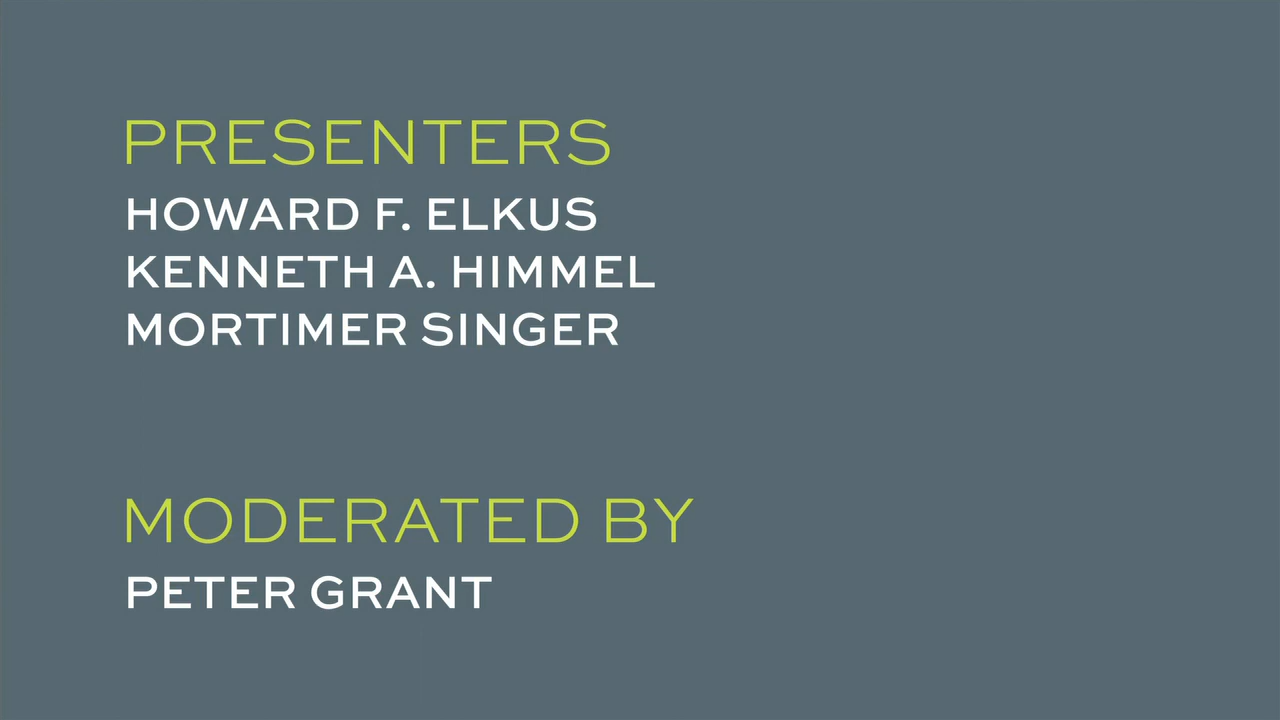 PRESENTERS
HOWARD F. ELKUS
KENNETH A. HIMMEL
MORTIMER SINGER
MODERATED BY
PETER GRANT